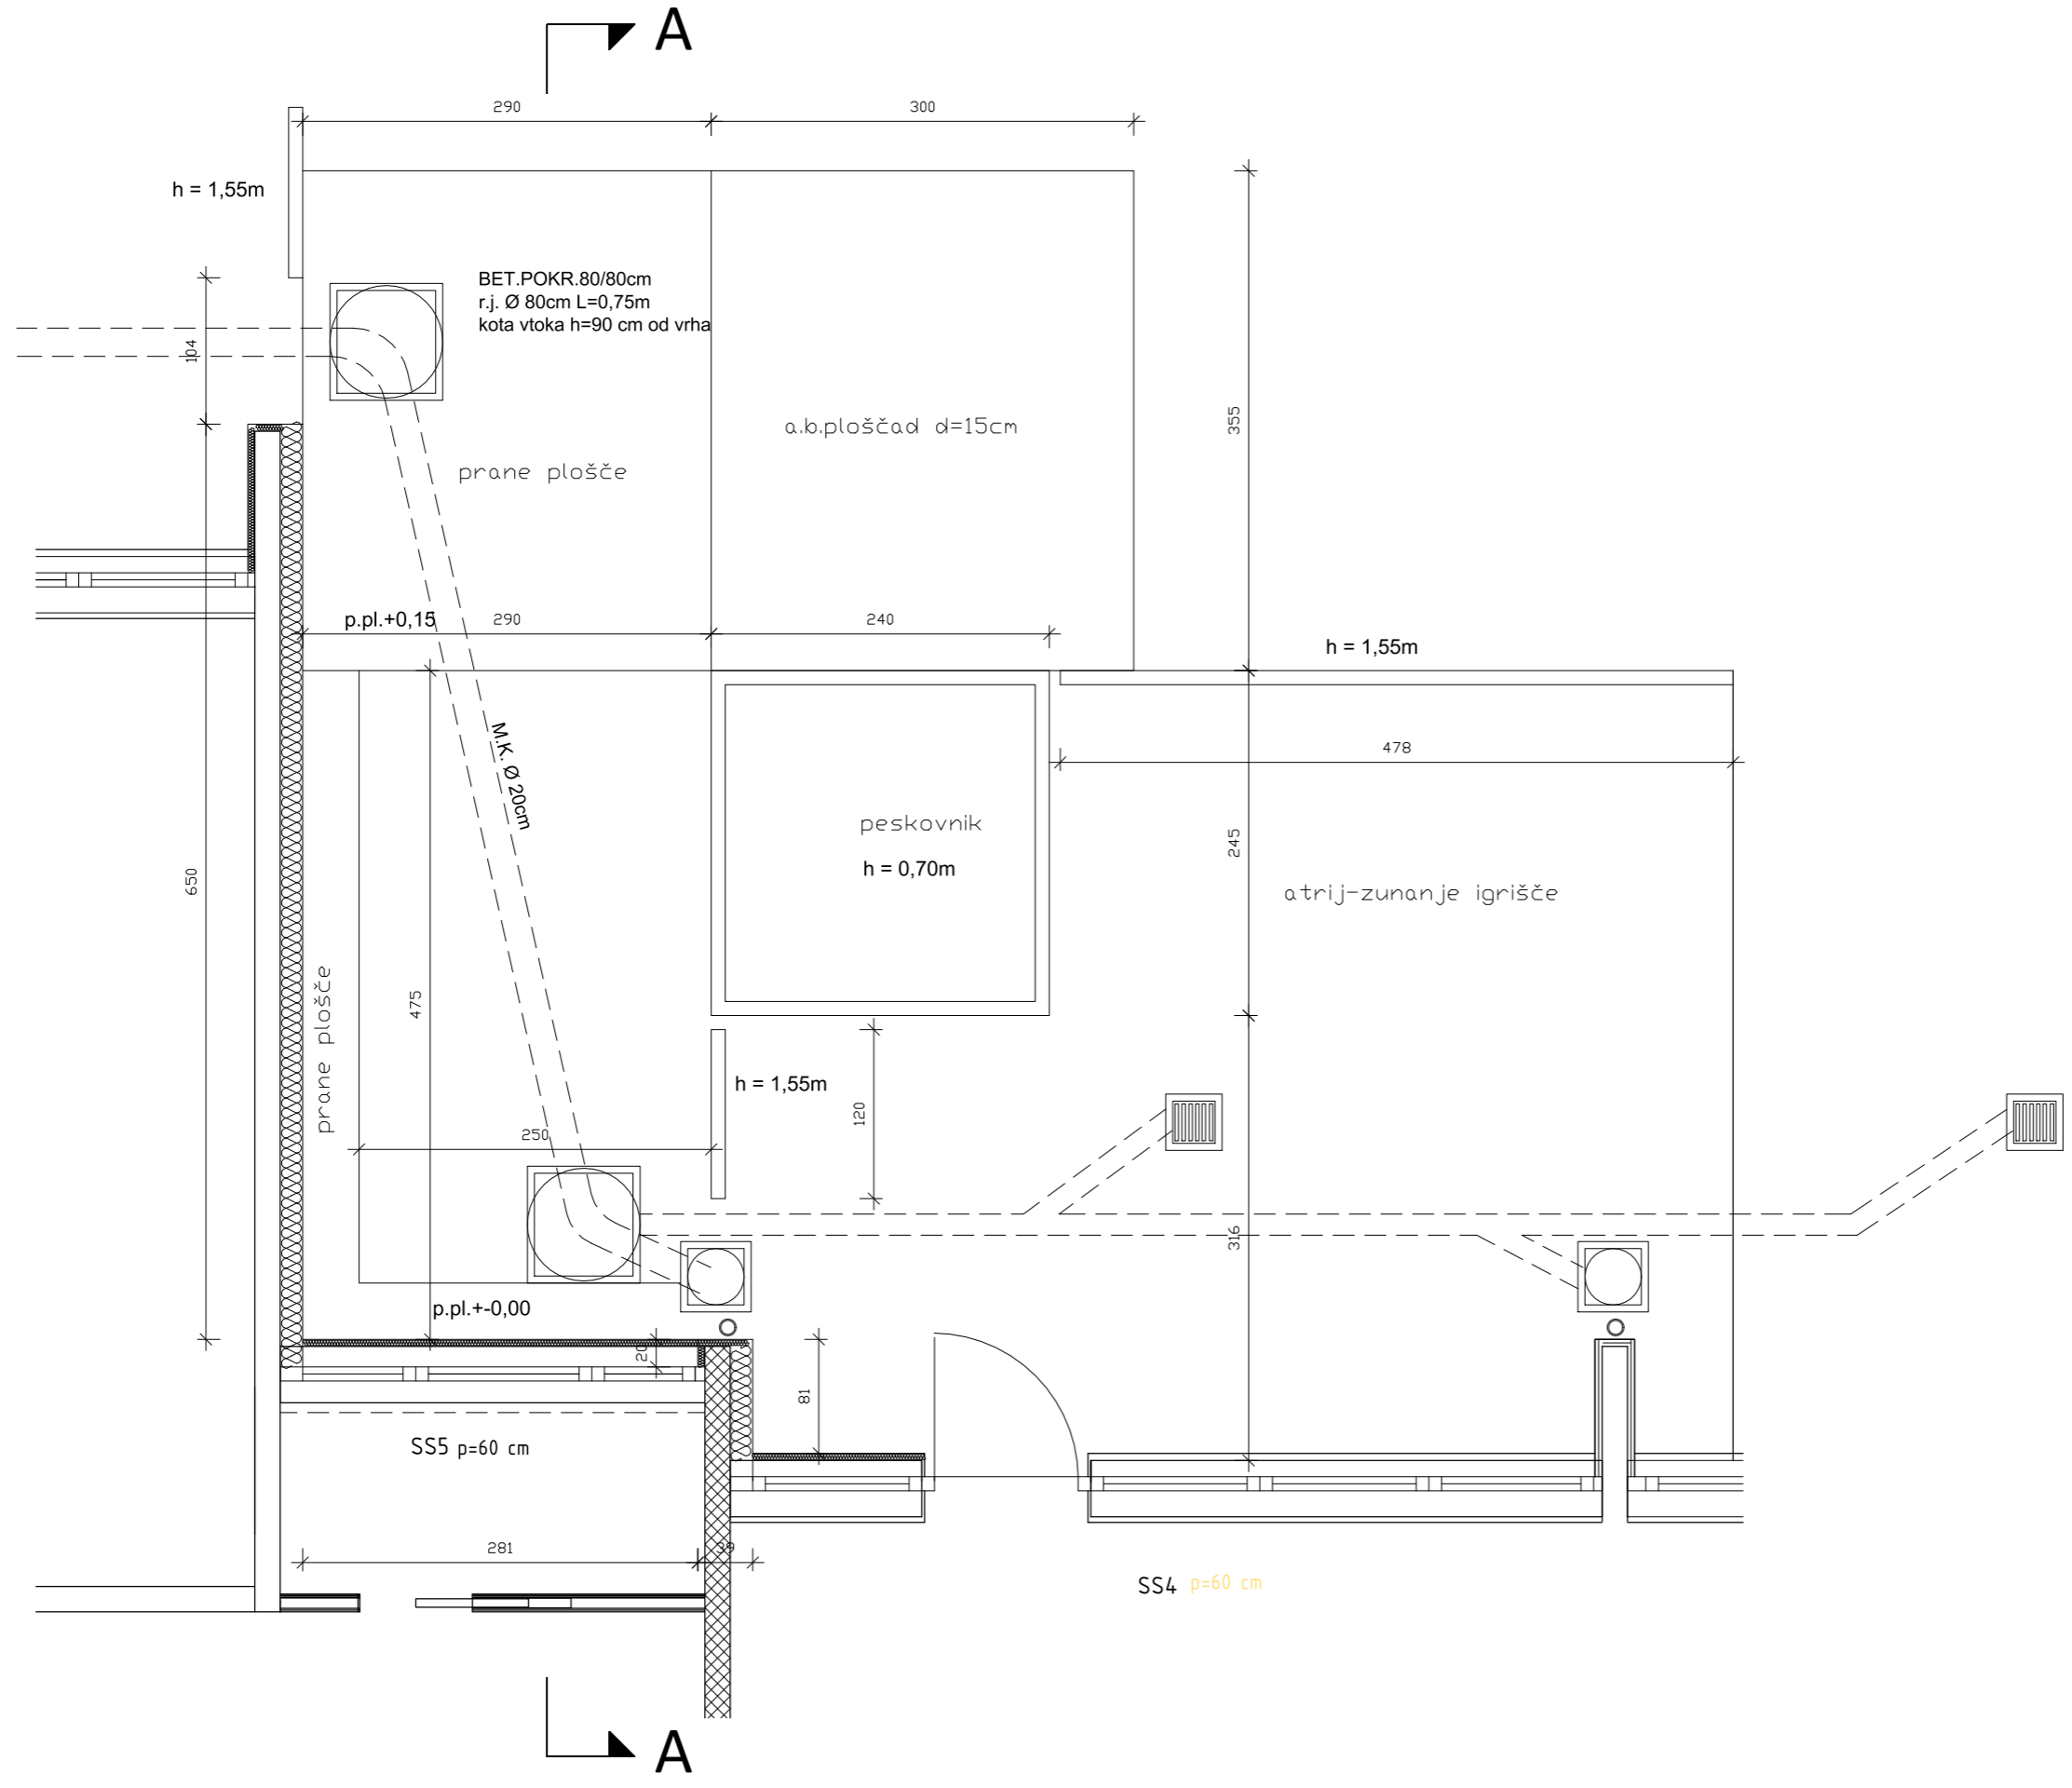 A
290
300
h = 1,55m
BET.POKR.80/80cm
r.j. Ø 80cm L=0,75m
kota vtoka h=90 cm od vrha
104
355
a.b.ploščad d=15cm
prane plošče
p.pl.+0,15
290
240
h = 1,55m
M.K. Ø 20cm
478
peskovnik
h = 0,70m
245
650
atrij-zunanje igrišče
475
prane plošče
h = 1,55m
120
250
316
p.pl.+-0,00
20
81
SS5 p=60 cm
281
39
SS4 p=60 cm
A